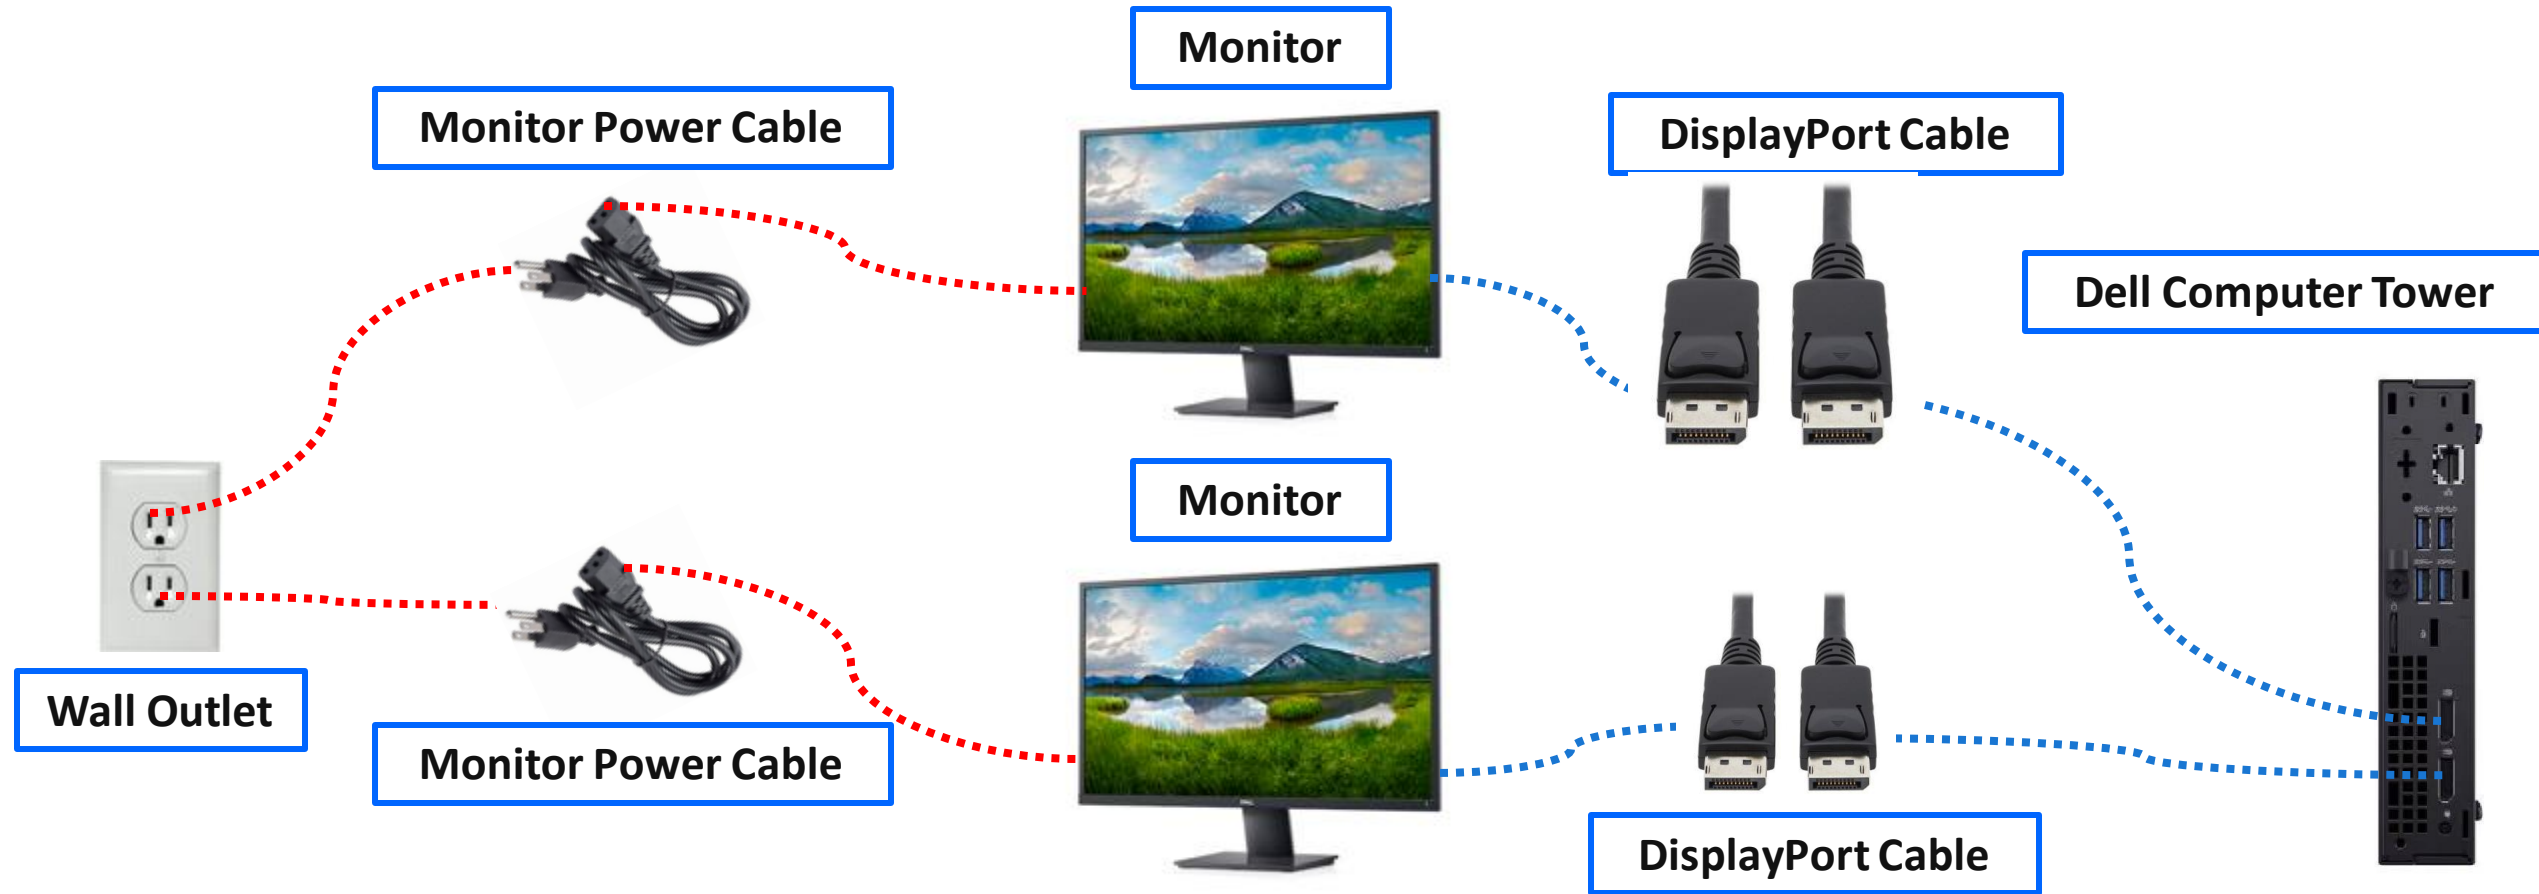 Monitor
Monitor Power Cable
DisplayPort Cable
Dell Computer Tower
Monitor
Wall Outlet
Monitor Power Cable
DisplayPort Cable